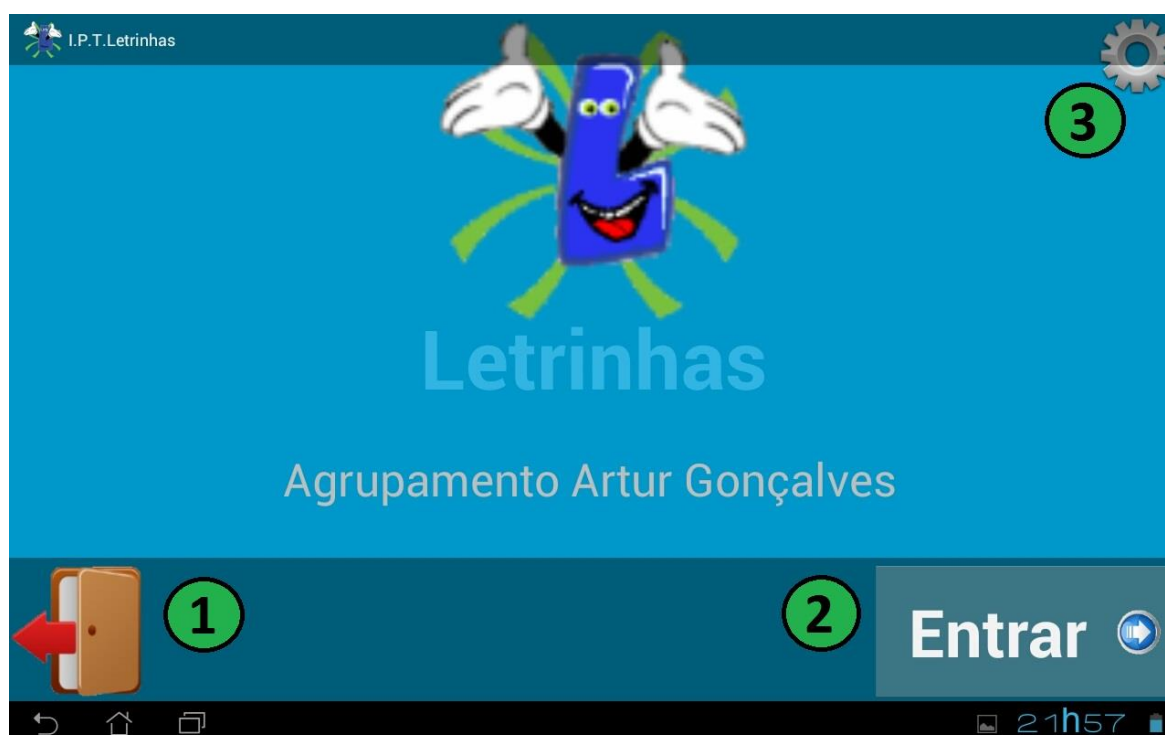 I.P.T.Letrinhas
3
Letrinhas
Agrupamento Artur Gonçalves
1
2
Entrar
21h57